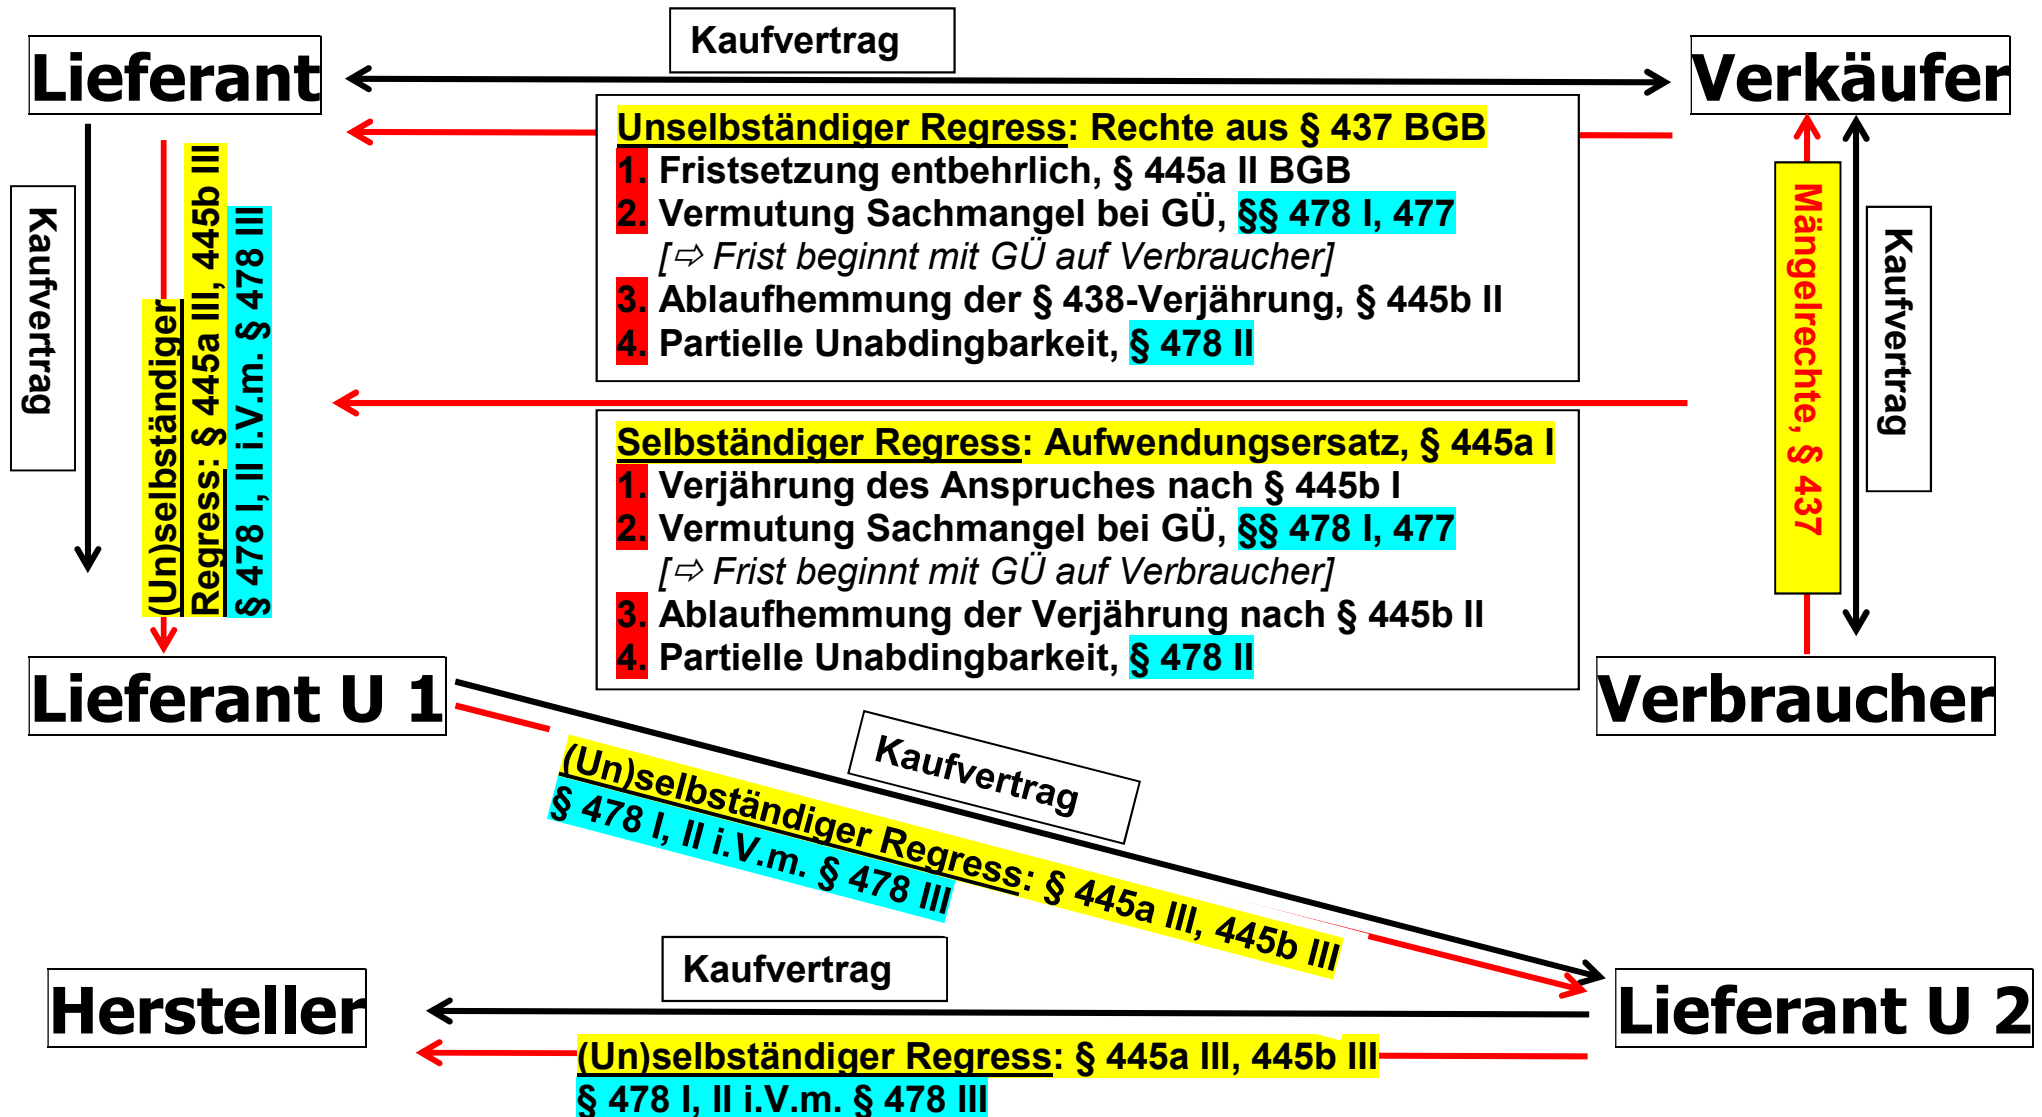 Kaufvertrag
Lieferant
Verkäufer
Unselbständiger Regress: Rechte aus § 437 BGB
1. Fristsetzung entbehrlich, § 445a II BGB
2. Vermutung Sachmangel bei GÜ, §§ 478 I, 477
[⇨ Frist beginnt mit GÜ auf Verbraucher]
3. Ablaufhemmung der § 438-Verjährung, § 445b II
4. Partielle Unabdingbarkeit, § 478 II
Kaufvertrag
(Un)selbständiger
Regress: § 445a III, 445b III
§ 478 I, II i.V.m. § 478 III
Mängelrechte, § 437
Kaufvertrag
Selbständiger Regress: Aufwendungsersatz, § 445a I
1. Verjährung des Anspruches nach § 445b I
2. Vermutung Sachmangel bei GÜ, §§ 478 I, 477
[⇨ Frist beginnt mit GÜ auf Verbraucher]
3. Ablaufhemmung der Verjährung nach § 445b II
4. Partielle Unabdingbarkeit, § 478 II
Lieferant U 1
Verbraucher
Kaufvertrag
(Un)selbständiger Regress: § 445a III, 445b III
§ 478 I, II i.V.m. § 478 III
Kaufvertrag
Hersteller
Lieferant U 2
(Un)selbständiger Regress: § 445a III, 445b III
§ 478 I, II i.V.m. § 478 III